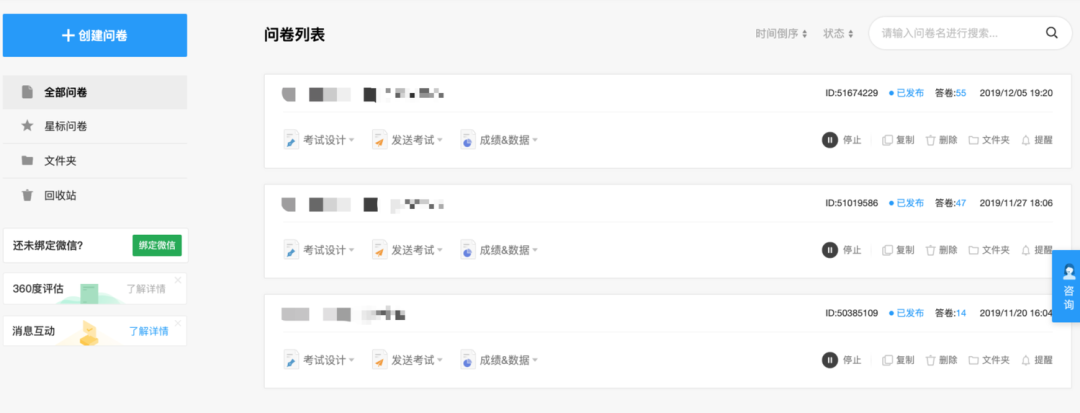 创建问卷
全部问卷
星标问卷
文件夹
回收站
还未绑定微信? 绑定微信
360度评估 了解详情
消息互动 了解详情
问卷列表 时间倒序 状态 请输入问卷名进行搜索...
ID:51674229 已发布 答卷:55 2019/12/05 19:20
考试设计 发送考试 成绩&数据 停止 复制 删除 文件夹 提醒
ID:51019586 已发布 答卷:47 2019/11/27 18:06
考试设计 发送考试 成绩&数据 停止 复制 删除 文件夹 提醒
ID:50385109 已发布 答卷:14 2019/11/20 16:04
考试设计 发送考试 成绩&数据 停止 复制 删除 文件夹 提醒
咨询